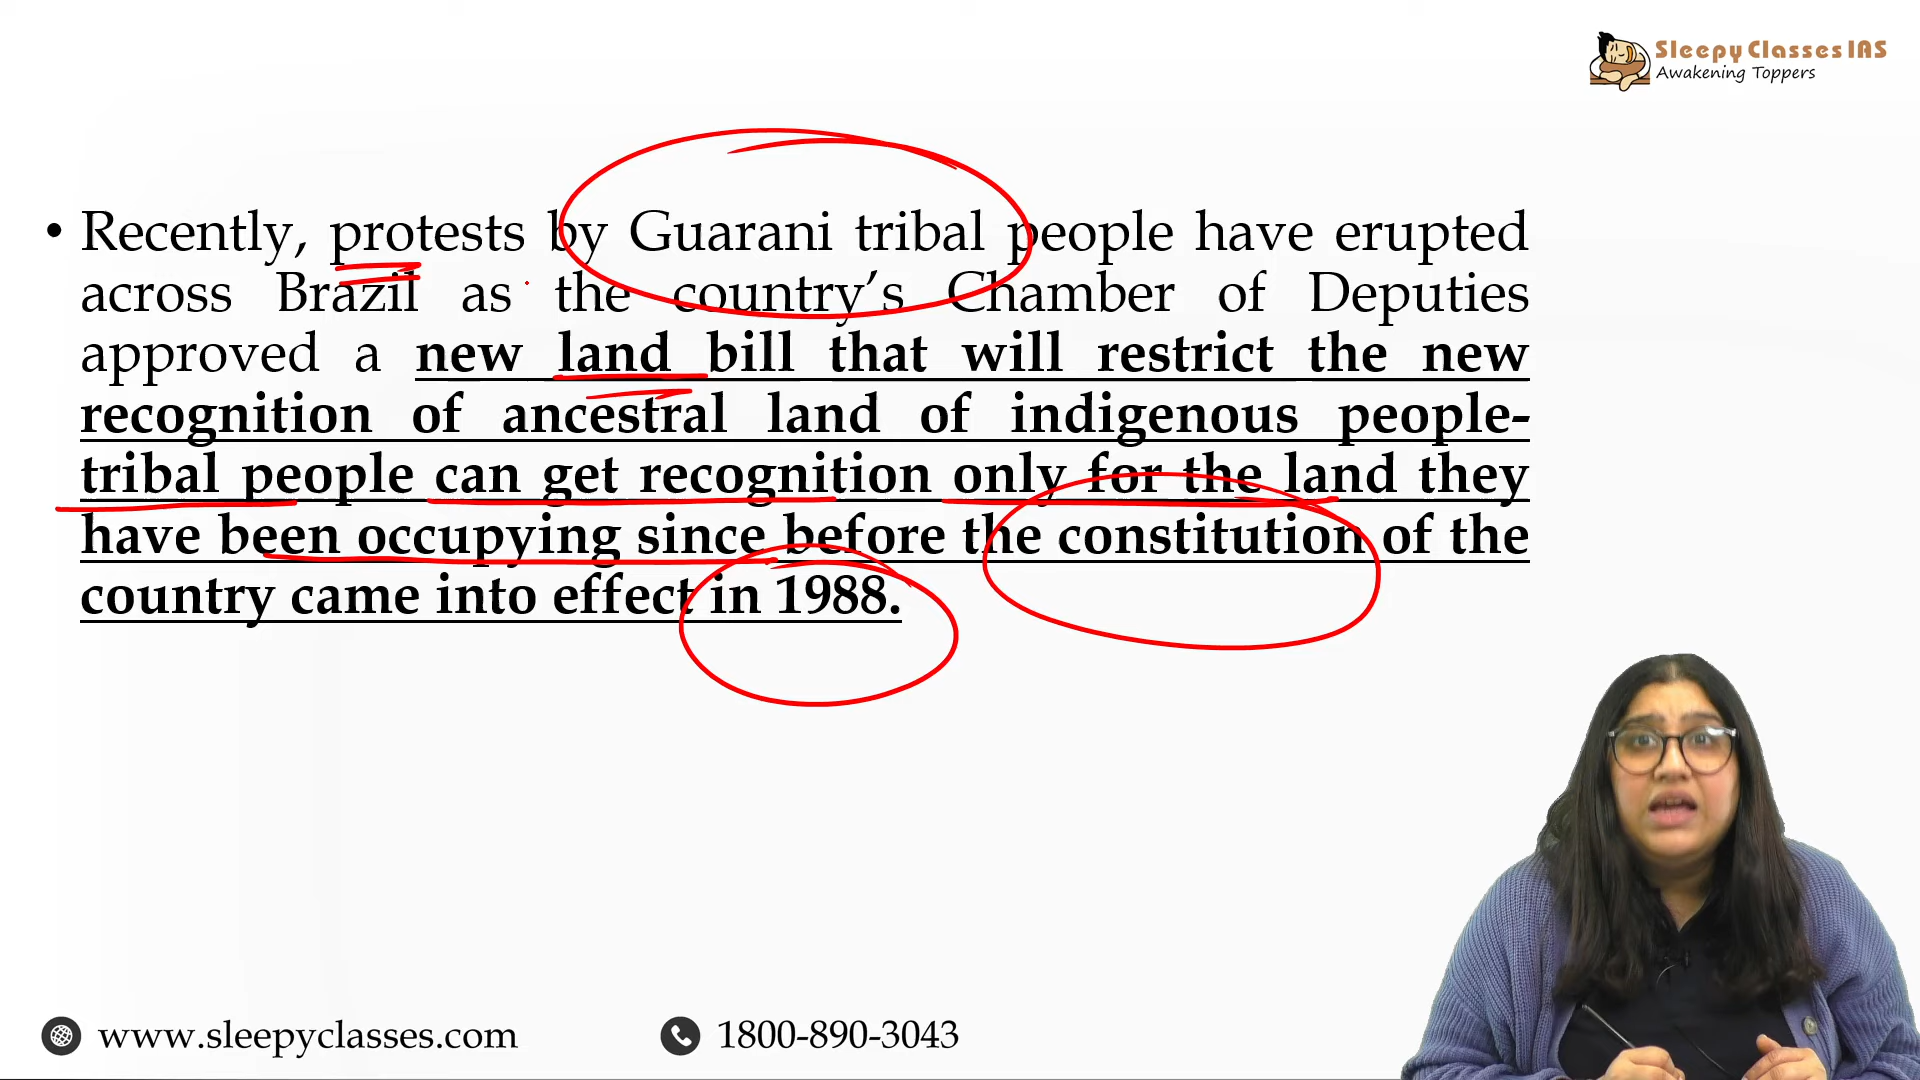 Sleepy Classes IAS
Awakening Toppers
• Recently, protests by Guarani tribal people have erupted
across Brazil as the country’s Chamber of Deputies
approved a new land bill that will restrict the new
recognition of ancestral land of indigenous people-
tribal people can get recognition only for the land they
have been occupying since before the constitution of the
country came into effect in 1988.
www.sleepyclasses.com
1800-890-3043